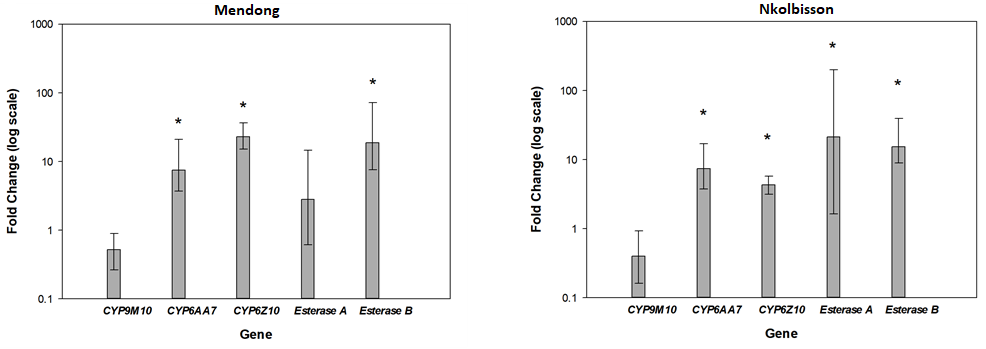 Mendong
Fold Change (log scale)
1000
100
10
1
0.1
*
*
*
CYP9M10 CYP6AA7 CYP6Z10 Esterase A Esterase B
Gene
Nkolbisson
Fold Change (log scale)
1000
100
10
1
0.1
*
*
*
*
CYP9M10 CYP6AA7 CYP6Z10 Esterase A Esterase B
Gene